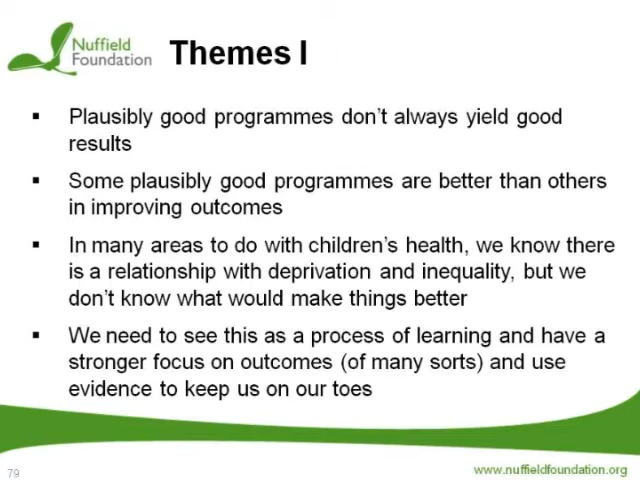 Nuffield
Foundation
Themes I
▪ Plausibly good programmes don't always yield good
results
▪ Some plausibly good programmes are better than others
in improving outcomes
▪ In many areas to do with children's health, we know there
is a relationship with deprivation and inequality, but we
don't know what would make things better
▪ We need to see this as a process of learning and have a
stronger focus on outcomes (of many sorts) and use
evidence to keep us on our toes
79
www.nuffieldfoundation.org